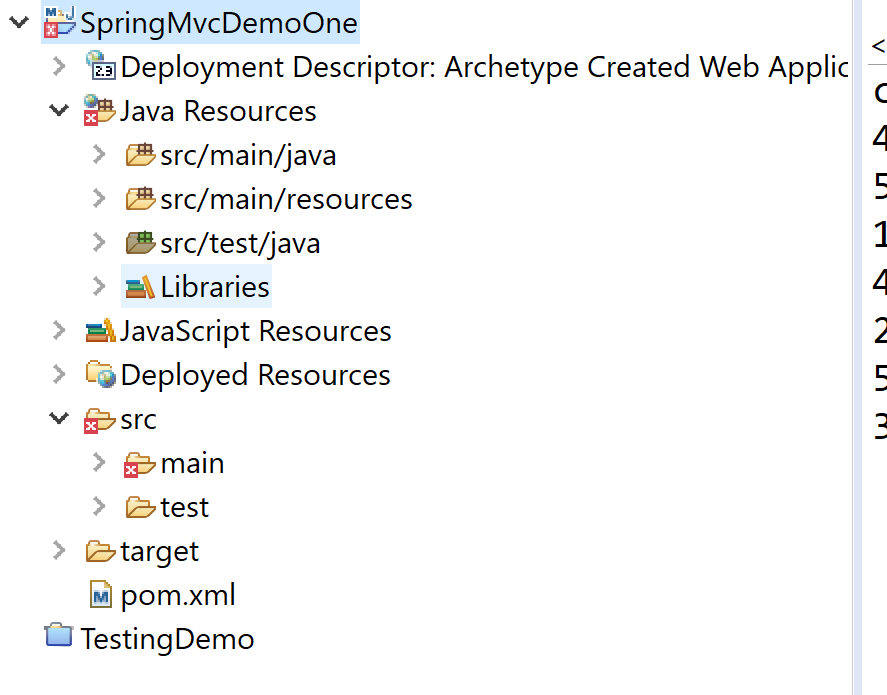 SpringMvcDemoOne
Deployment Descriptor: Archetype Created Web Applic
Java Resources
src/main/java
src/main/resources
src/test/java
Libraries
JavaScript Resources
Deployed Resources
src
main
test
target
pom.xml
TestingDemo
<
4
5
1
4
2
5
3